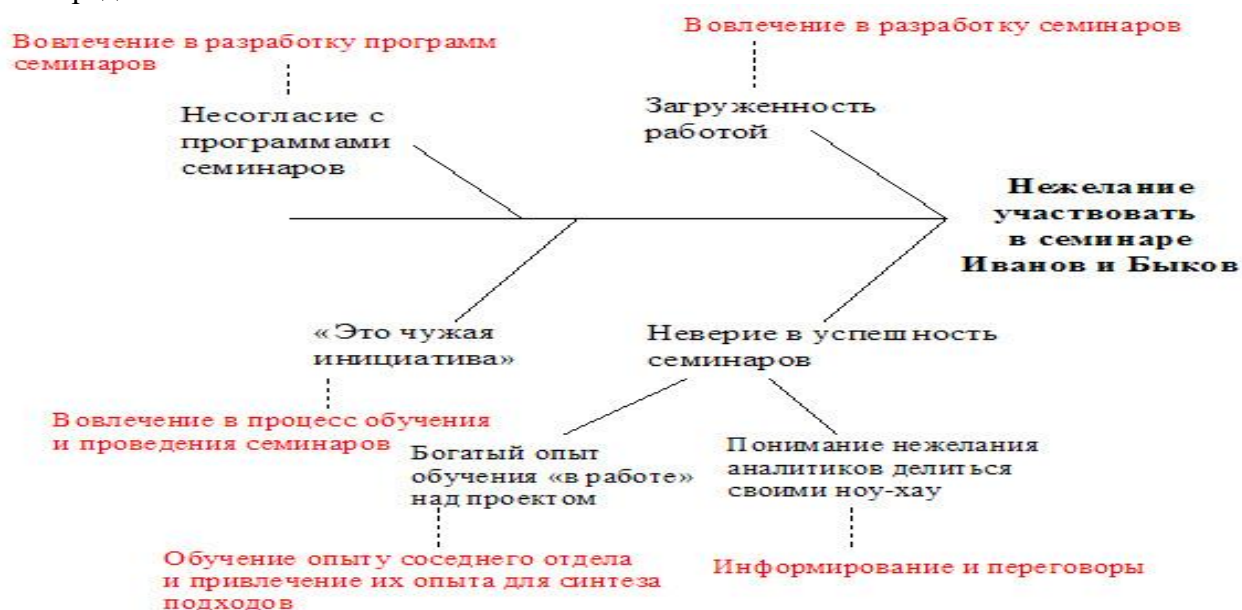 Вовлечение в разработку программ
семинаров
Вовлечение в разработку семинаров
Несогласие с
программами
семинаров
Загруженность
работой
Нежелание
участвовать
в семинаре
Иванов и Быков
«Это чужая
инициатива»
Неверие в успешность
семинаров
Вовлечение в процесс обучения
и проведения семинаров
Богатый опыт
обучения «в работе»
над проектом
Понимание нежелания
аналитиков делиться
своими ноу-хау
Обучение опыту соседнего отдела
и привлечение их опыта для синтеза
подходов
Информирование и переговоры